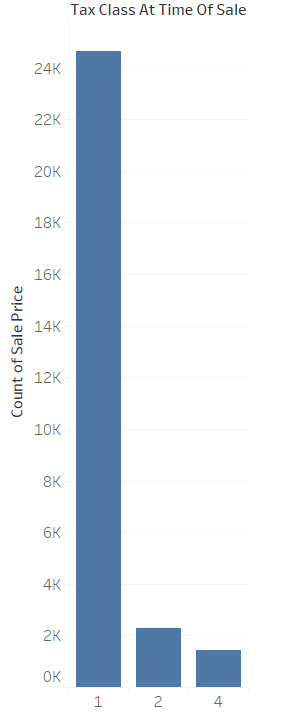 Tax Class At Time Of Sale
24K
22K
20K
18K
16K
14K
12K
10K
8K
6K
4K
2K
0K
Count of Sale Price
1 2 4